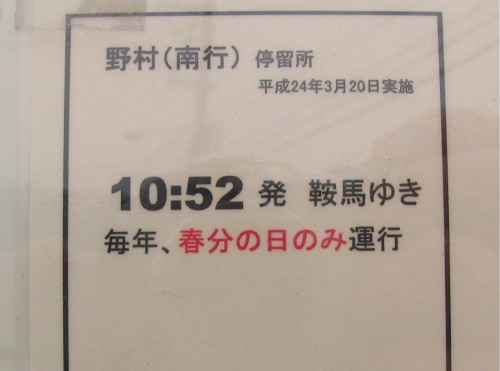 野村（南行） 停留所
平成24年3月20日実施
10:52 発 鞍馬ゆき
毎年、春分の日のみ運行